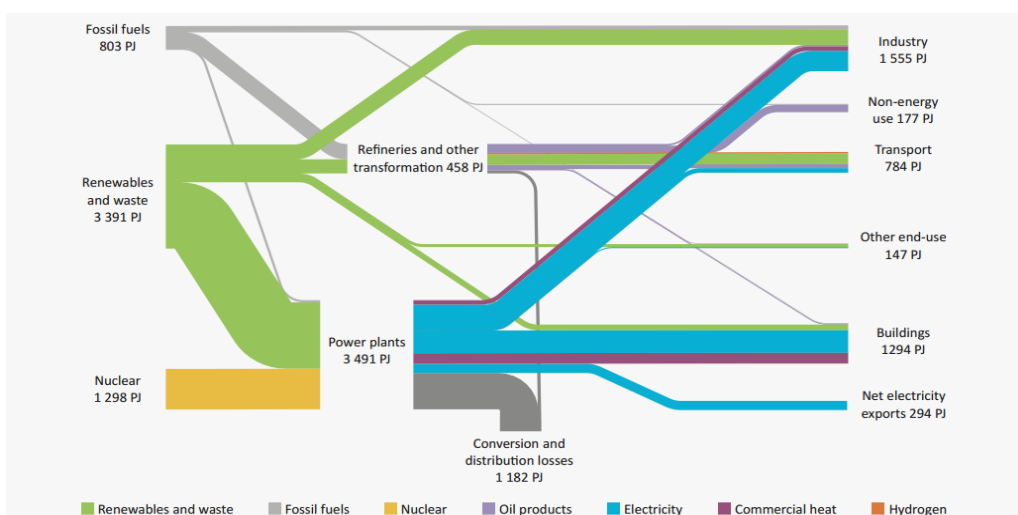 Fossil fuels
803 PJ
Industry
1 555 PJ
Non-energy
use 177 PJ
Refineries and other
transformation 458 PJ
Transport
784 PJ
Renewables
and waste
3 391 PJ
Other end-use
147 PJ
Power plants
3 491 PJ
Buildings
1294 PJ
Nuclear
1 298 PJ
Net electricity
exports 294 PJ
Conversion and
distribution losses
1 182 PJ
Renewables and waste
Fossil fuels
Nuclear
Oil products
Electricity
Commercial heat
Hydrogen